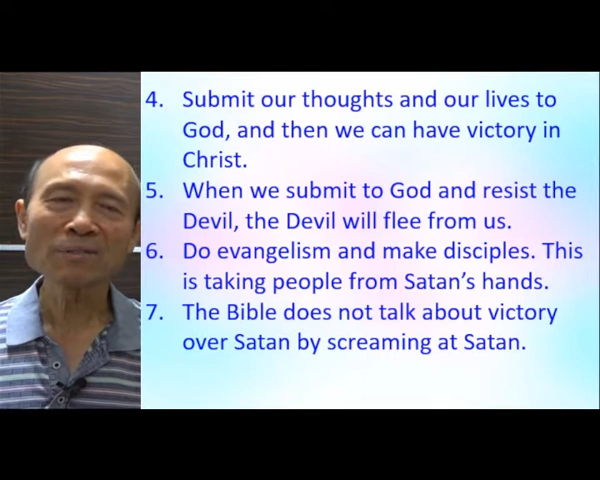 4. Submit our thoughts and our lives to
God, and then we can have victory in
Christ.
5. When we submit to God and resist the
Devil, the Devil will flee from us.
6. Do evangelism and make disciples. This
is taking people from Satan's hands.
7. The Bible does not talk about victory
over Satan by screaming at Satan.